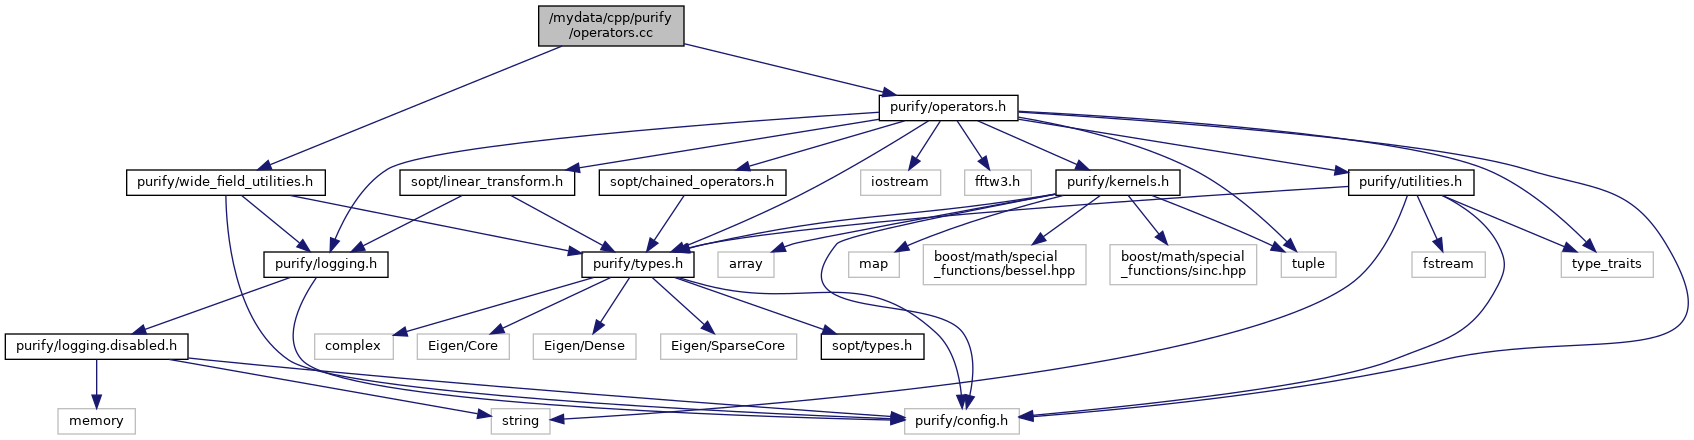 /mydata/cpp/purify
/operators.cc
purify/operators.h
purify/wide_field_utilities.h
sopt/linear_transform.h
sopt/chained_operators.h
iostream
fftw3.h
purify/kernels.h
purify/utilities.h
purify/logging.h
purify/types.h
array
map
boost/math/special
_functions/bessel.hpp
boost/math/special
_functions/sinc.hpp
tuple
fstream
type_traits
purify/logging.disabled.h
complex
Eigen/Core
Eigen/Dense
Eigen/SparseCore
sopt/types.h
memory
string
purify/config.h